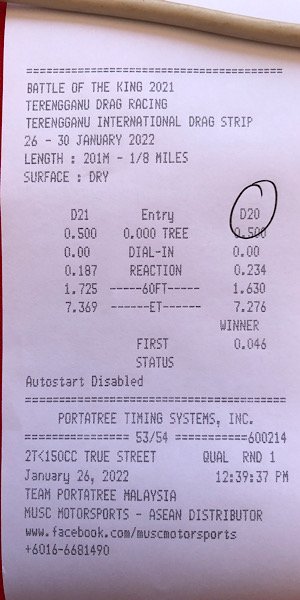 ================================
BATTLE OF THE KING 2021
TERENGGANU DRAG RACING
TERENGGANU INTERNATIONAL DRAG STRIP
26 - 30 JANUARY 2022
LENGTH : 201M - 1/8 MILES
SURFACE : DRY
D21 Entry D20
0.500 0.000 TREE 0.500
0.00 DIAL-IN 0.00
0.187 REACTION 0.234
1.725 -----60FT----- 1.630
7.369 ------ET------ 7.276
WINNER
FIRST 0.046
STATUS
Autostart Disabled
================================
PORTATREE TIMING SYSTEMS, INC.
================ 53/54 ============600214
2T<150CC TRUE STREET QUAL RND 1
January 26, 2022 12:39:37 PM
TEAM PORTATREE MALAYSIA
MUSC MOTORSPORTS - ASEAN DISTRIBUTOR
www.facebook.com/muscmotorsports
+6016-6681490